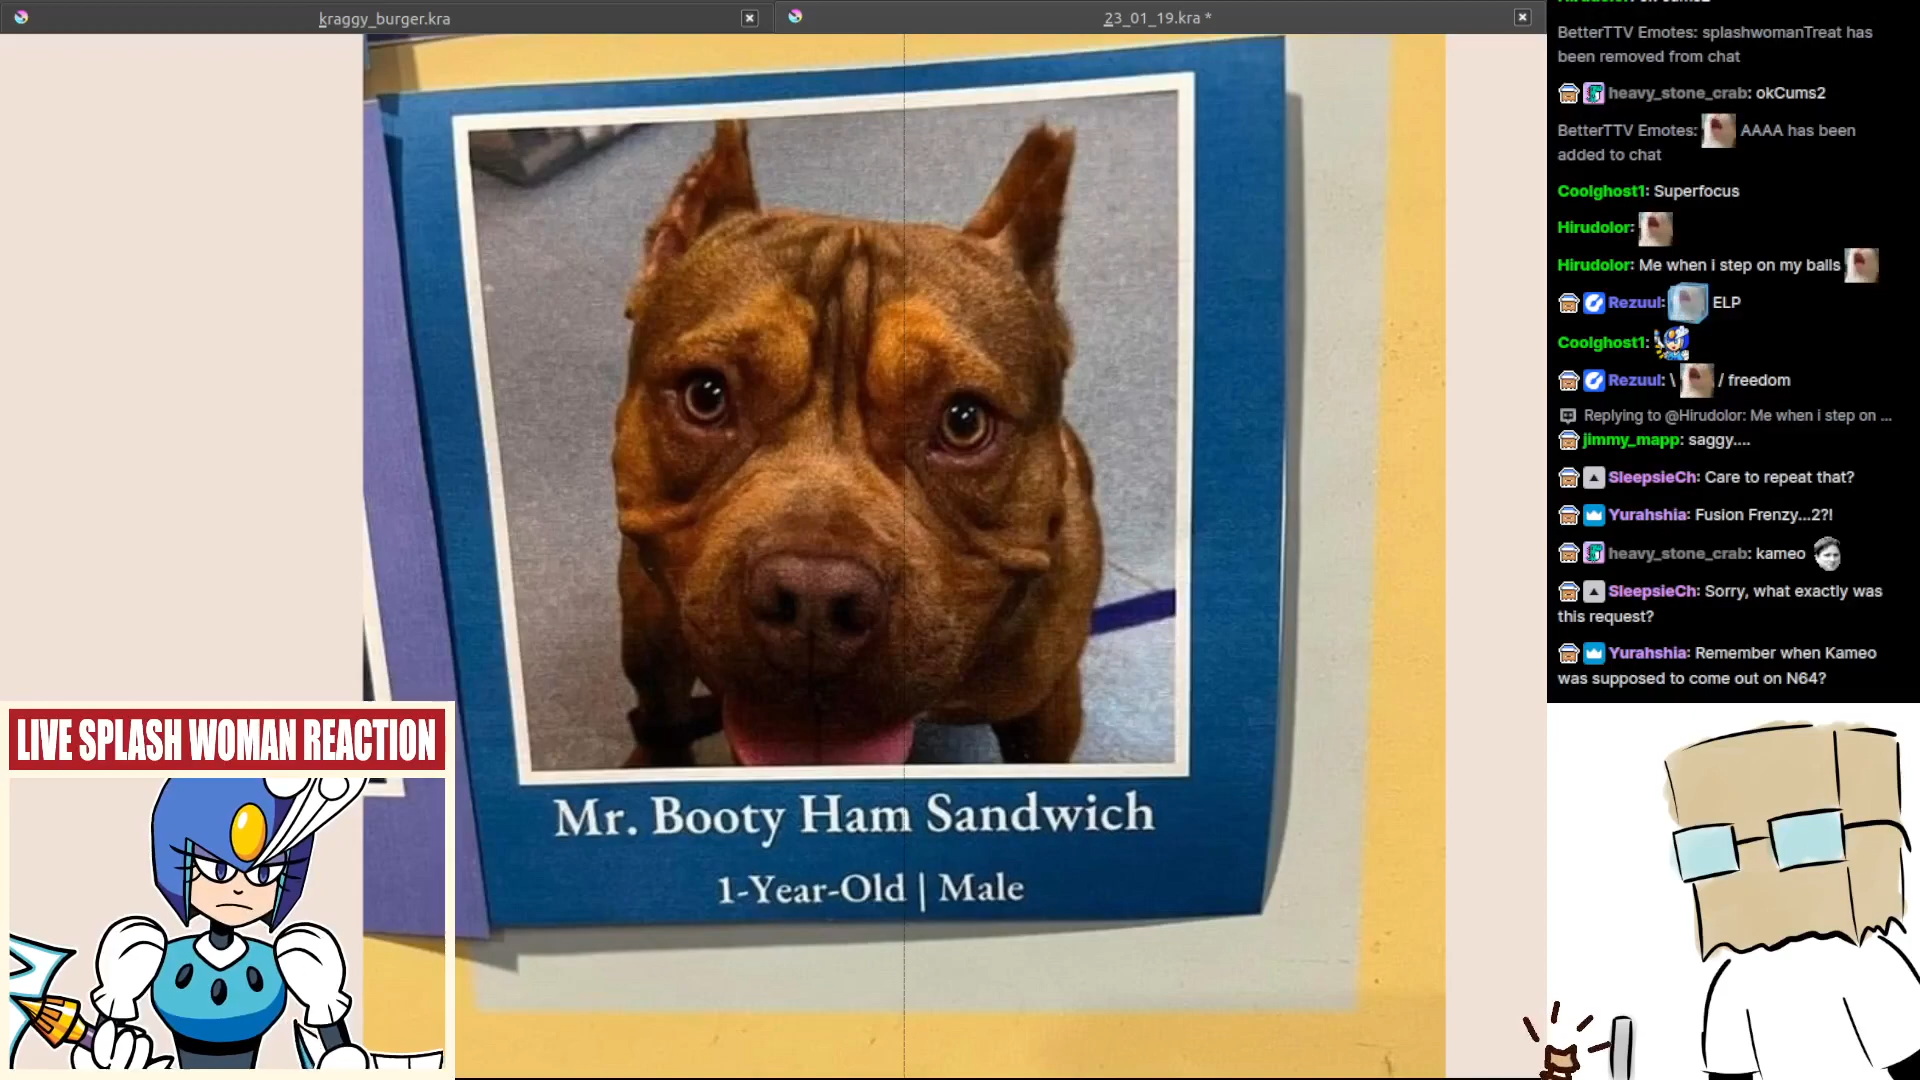 kraggy_burger.kra
23_01_19.kra *
Mr. Booty Ham Sandwich
1-Year-Old | Male
LIVE SPLASH WOMAN REACTION
BetterTTV Emotes: splashwomanTreat has
been removed from chat
heavy_stone_crab: okCums2
BetterTTV Emotes: AAAA has been
added to chat
Coolghost1: Superfocus
Hirudolor:
Hirudolor: Me when i step on my balls
Rezuul: ELP
Coolghost1:
Rezuul: \ / freedom
Replying to @Hirudolor: Me when i step on ...
jimmy_mapp: saggy....
SleepsieCh: Care to repeat that?
Yurahshia: Fusion Frenzy...2?!
heavy_stone_crab: kameo
SleepsieCh: Sorry, what exactly was
this request?
Yurahshia: Remember when Kameo
was supposed to come out on N64?